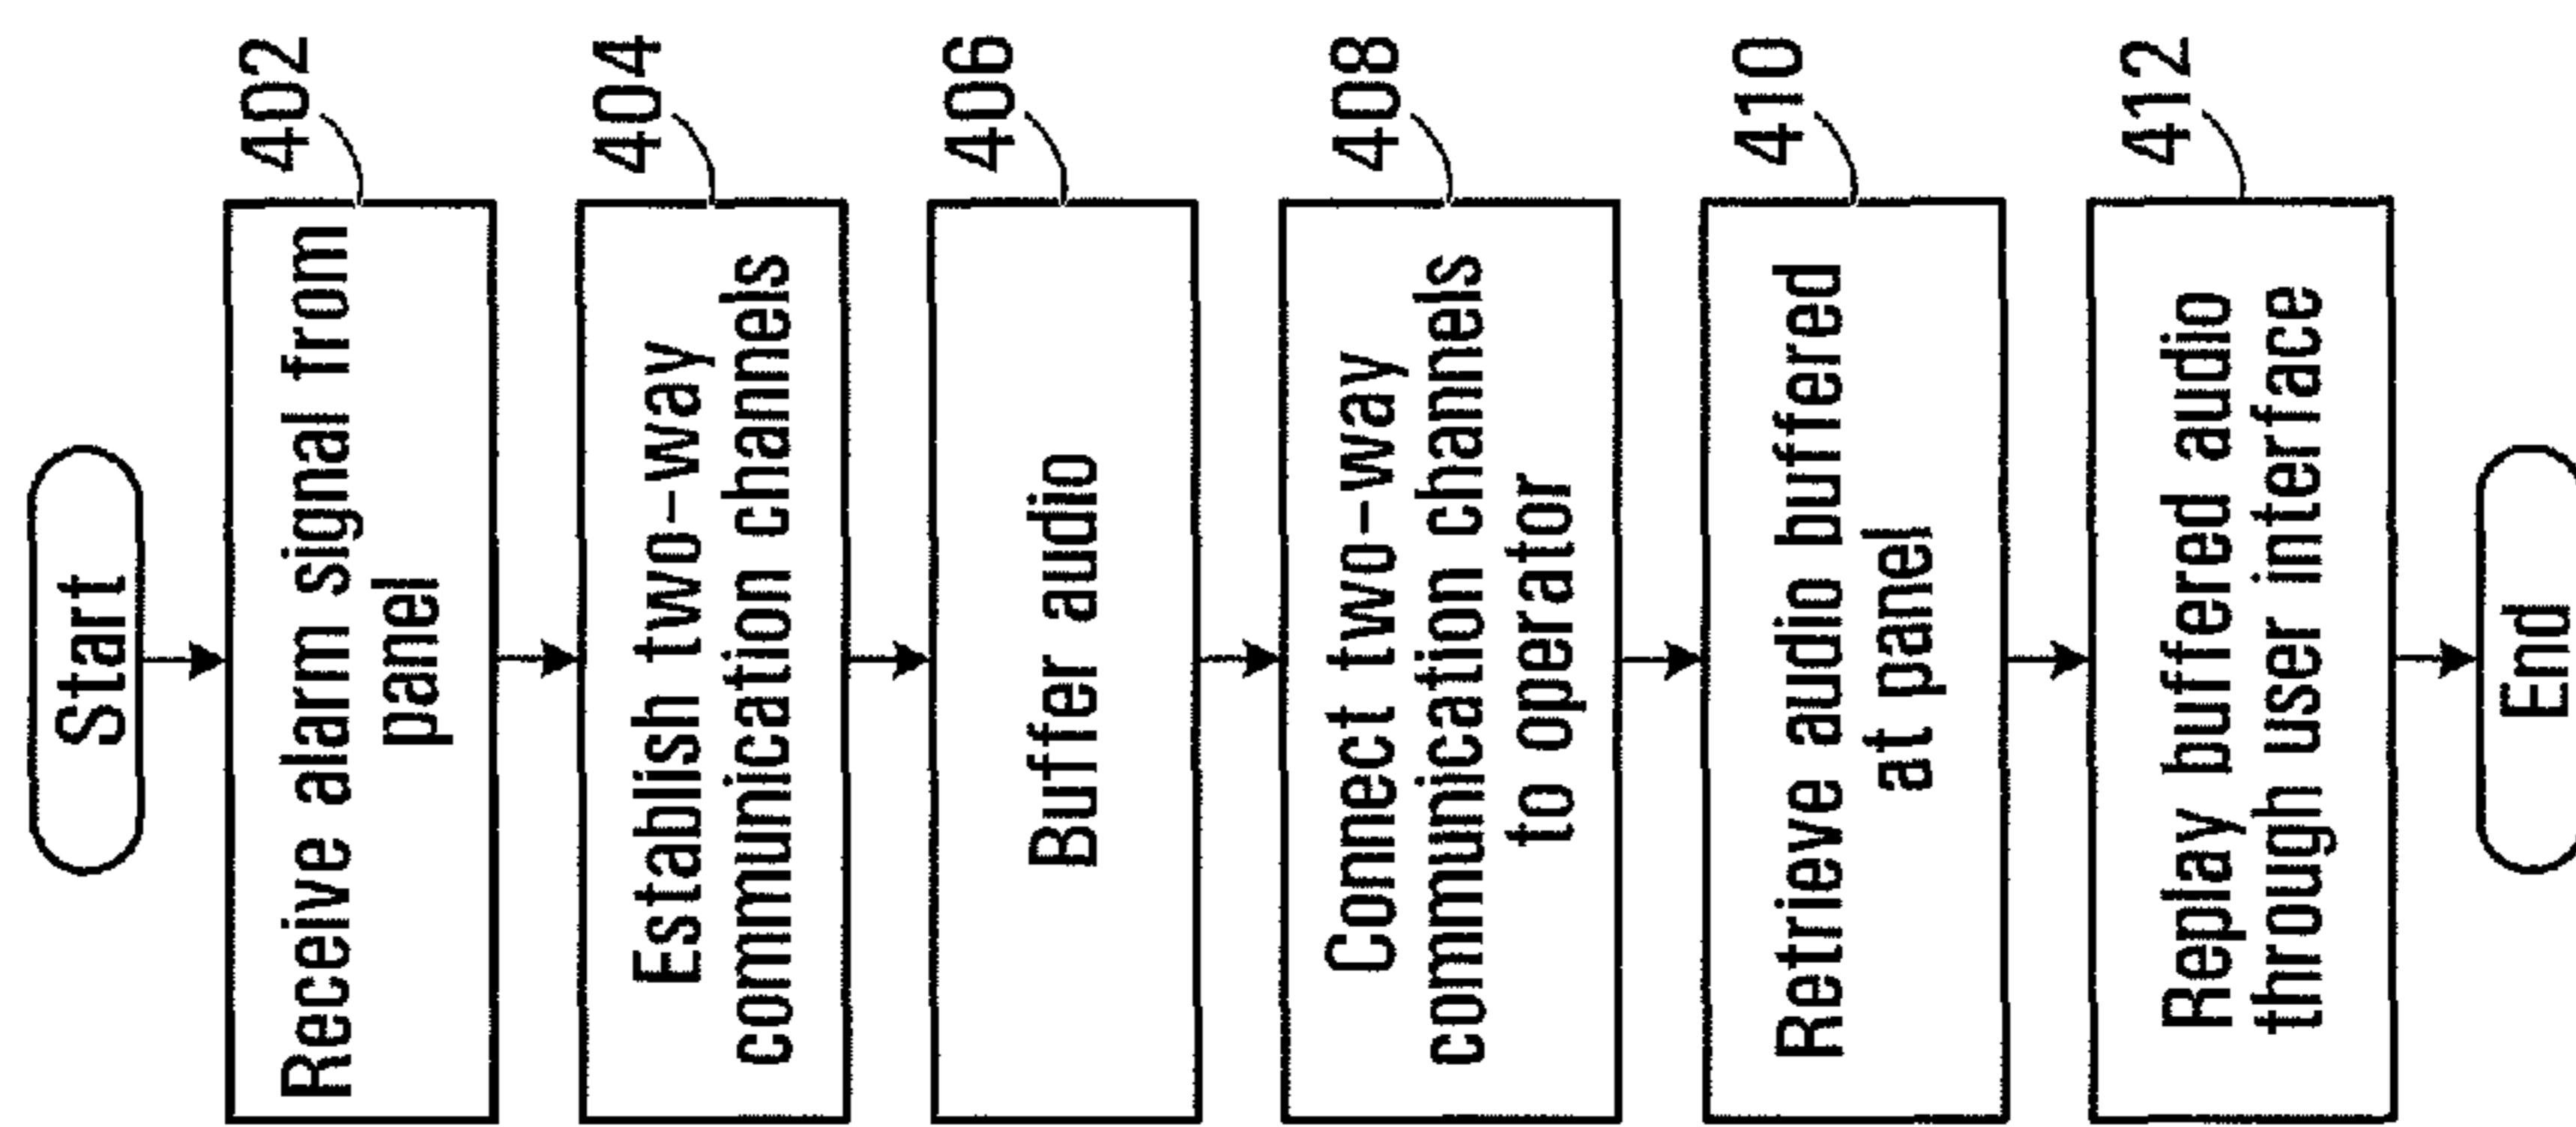 Start
402
Receive alarm signal from
panel
404
Establish two-way
communication channels
406
Buffer audio
408
Connect two-way
communication channels
to operator
410
Retrieve audio buffered
at panel
412
Replay buffered audio
through user interface
End